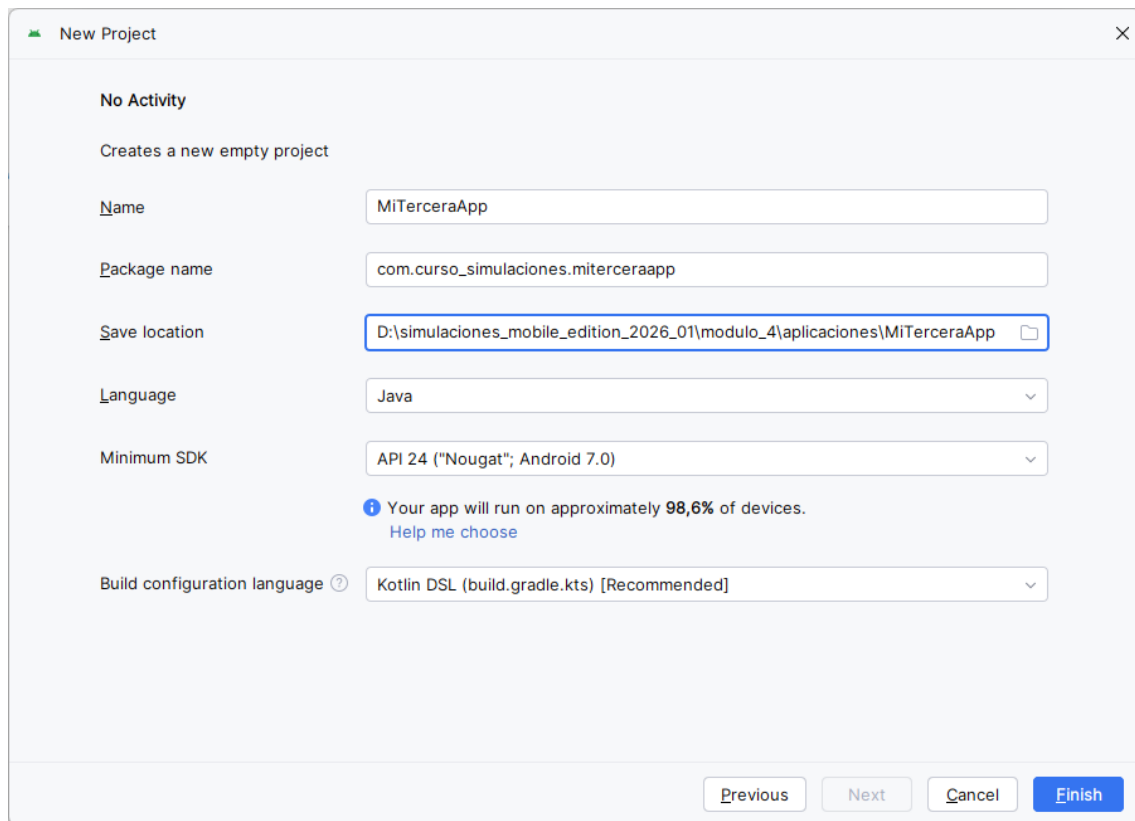 New Project
No Activity
Creates a new empty project
Name
MiTerceraApp
Package name
com.curso_simulaciones.miterceraapp
Save location
D:\simulaciones_mobile_edition_2026_01\modulo_4\aplicaciones\MiTerceraApp
Language
Java
Minimum SDK
API 24 ("Nougat"; Android 7.0)
Your app will run on approximately 98,6% of devices.
Help me choose
Build configuration language ?
Kotlin DSL (build.gradle.kts) [Recommended]
Previous
Next
Cancel
Finish